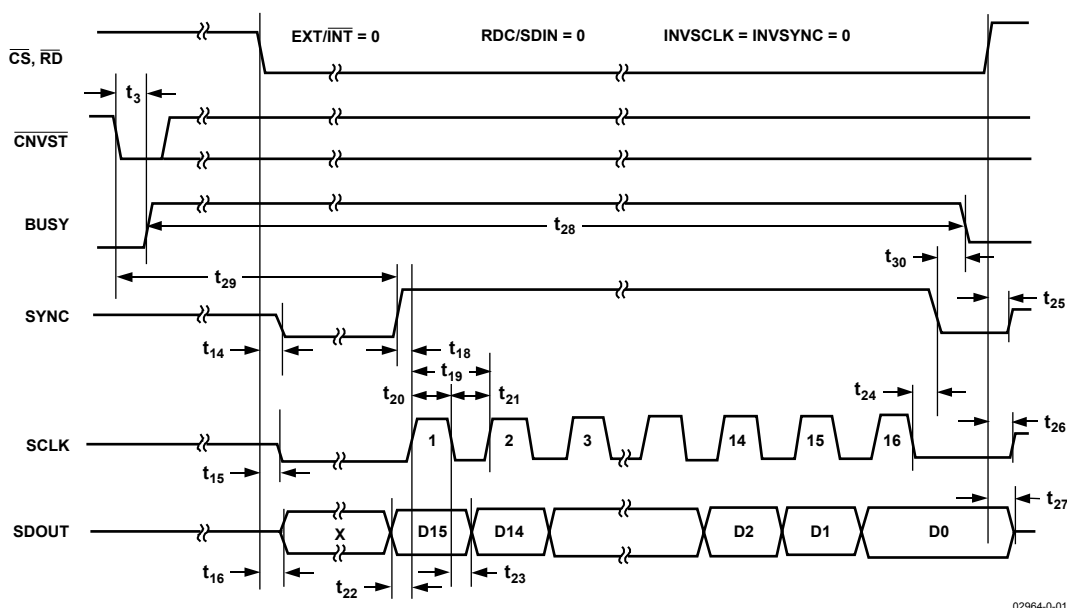 EXT/INT = 0 RDC/SDIN = 0 INVSCLK = INVSYNC = 0
CS, RD
t3
CNVST
BUSY
t28
t30
t29
t25
SYNC
t14
t18
t19
t20
t21
t24
t26
SCLK
1 2 3 14 15 16
t15
t27
SDOUT
X D15 D14 D2 D1 D0
t16
t22
t23
02964-0-01